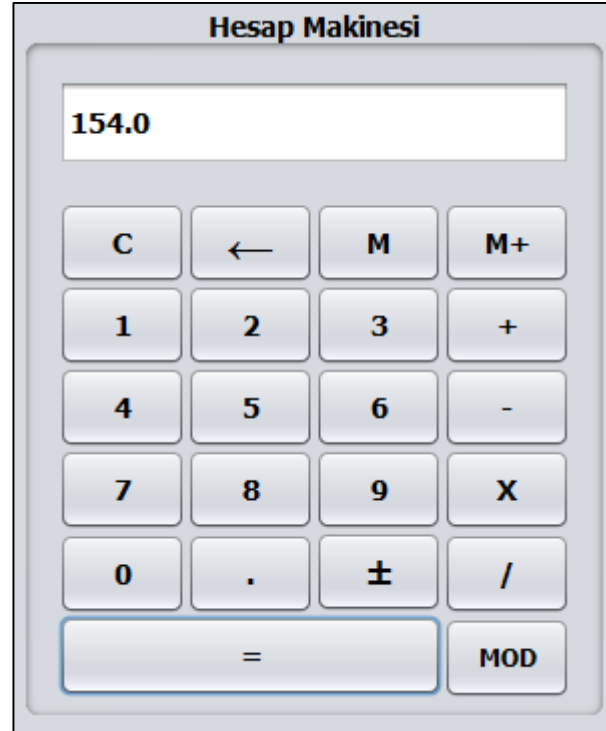 Hesap Makinesi
154.0
C ← M M+
1 2 3 +
4 5 6 -
7 8 9 X
0 . ± /
= MOD